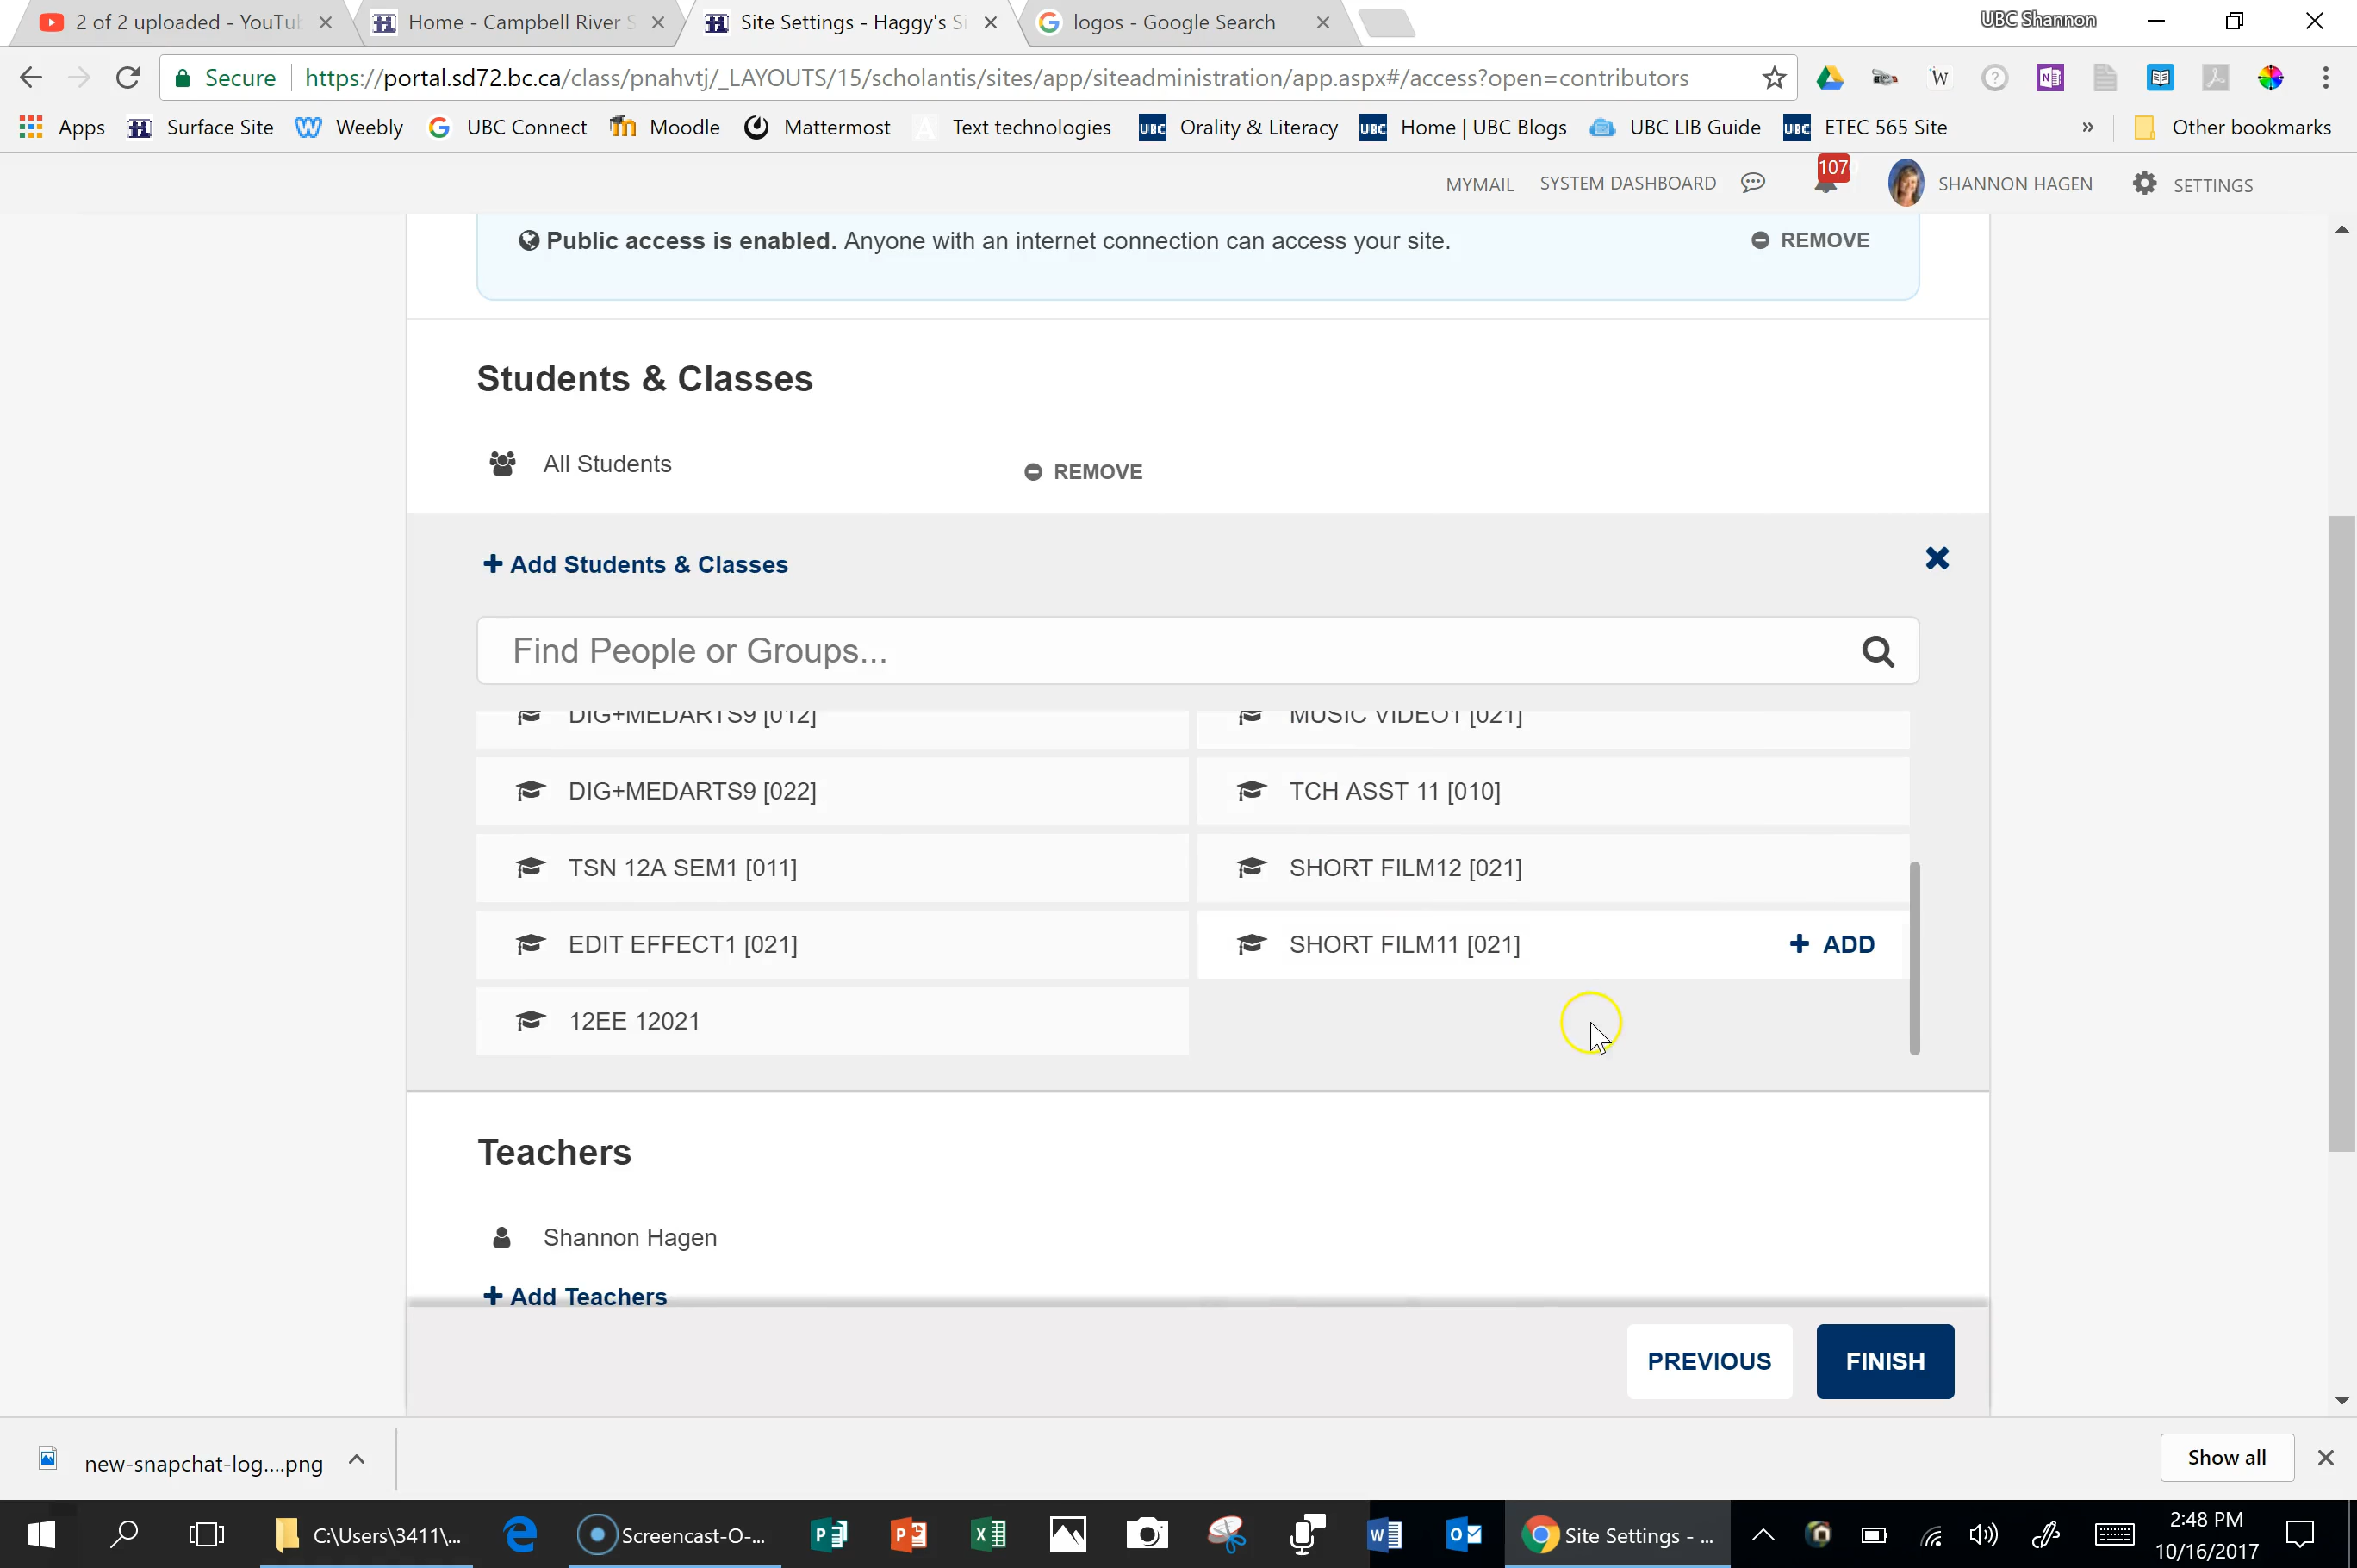 2 of 2 uploaded - YouTub
Home - Campbell River S
Site Settings - Haggy's Si
logos - Google Search
UBC Shannon
Secure
https://portal.sd72.bc.ca/class/pnahvtj/_LAYOUTS/15/scholantis/sites/app/siteadministration/app.aspx#/access?open=contributors
Apps
Surface Site
Weebly
UBC Connect
Moodle
Mattermost
Text technologies
Orality & Literacy
Home | UBC Blogs
UBC LIB Guide
ETEC 565 Site
»
Other bookmarks
MYMAIL
SYSTEM DASHBOARD
107
SHANNON HAGEN
SETTINGS
Public access is enabled. Anyone with an internet connection can access your site.
REMOVE
Students & Classes
All Students
REMOVE
+ Add Students & Classes
Find People or Groups...
DIG+MEDARTS9 [012]
MUSIC VIDEO1 [021]
DIG+MEDARTS9 [022]
TCH ASST 11 [010]
TSN 12A SEM1 [011]
SHORT FILM12 [021]
EDIT EFFECT1 [021]
SHORT FILM11 [021]
+ ADD
12EE 12021
Teachers
Shannon Hagen
+ Add Teachers
PREVIOUS
FINISH
new-snapchat-log....png
Show all
C:\Users\3411\...
Screencast-O-...
Site Settings - ...
2:48 PM
10/16/2017